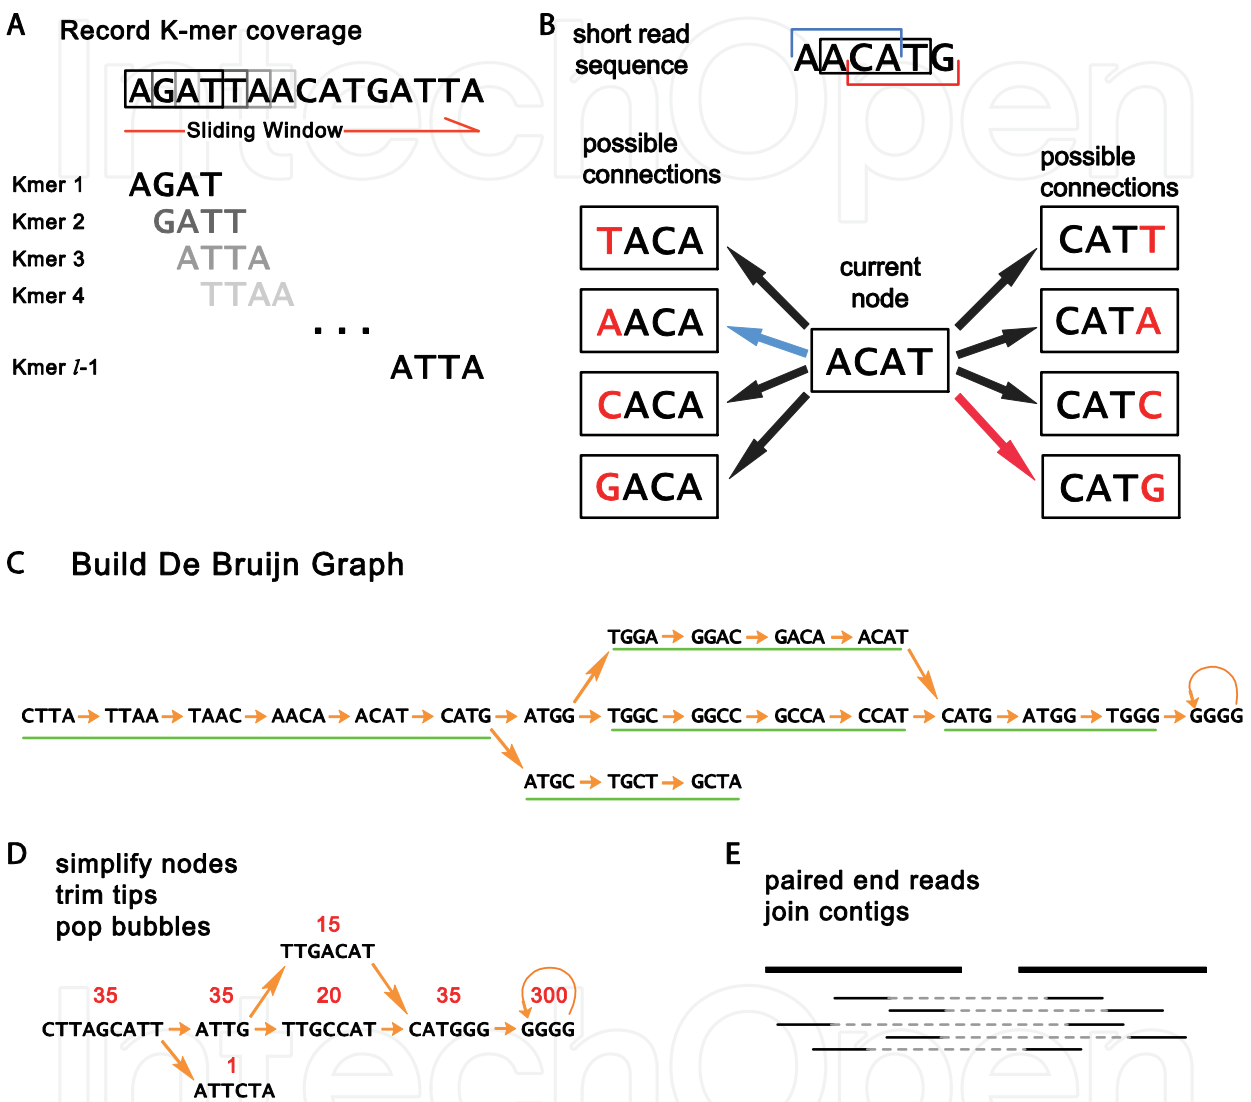 A Record K-mer coverage
AGATTAACATGATTA
Sliding Window
Kmer 1 AGAT
Kmer 2 GATT
Kmer 3 ATTA
Kmer 4 TTAA
...
Kmer l-1 ATTA
B short read
sequence
AACATG
possible
connections
TACA
AACA
CACA
GACA
current
node
ACAT
possible
connections
CATT
CATA
CATC
CATG
C Build De Bruijn Graph
TGGA GGAC GACA ACAT
CTTA TTAA TAAC AACA ACAT CATG ATGG TGGC GGCC GCCA CCAT CATG ATGG TGGG GGGG
ATGC TGCT GCTA
D simplify nodes
trim tips
pop bubbles
15
TTGACAT
35 35 20 35 300
CTTAGCATT ATTG TTGCCAT CATGGG GGGG
1
ATTCTA
E paired end reads
join contigs
IntechOpen
IntechOpen